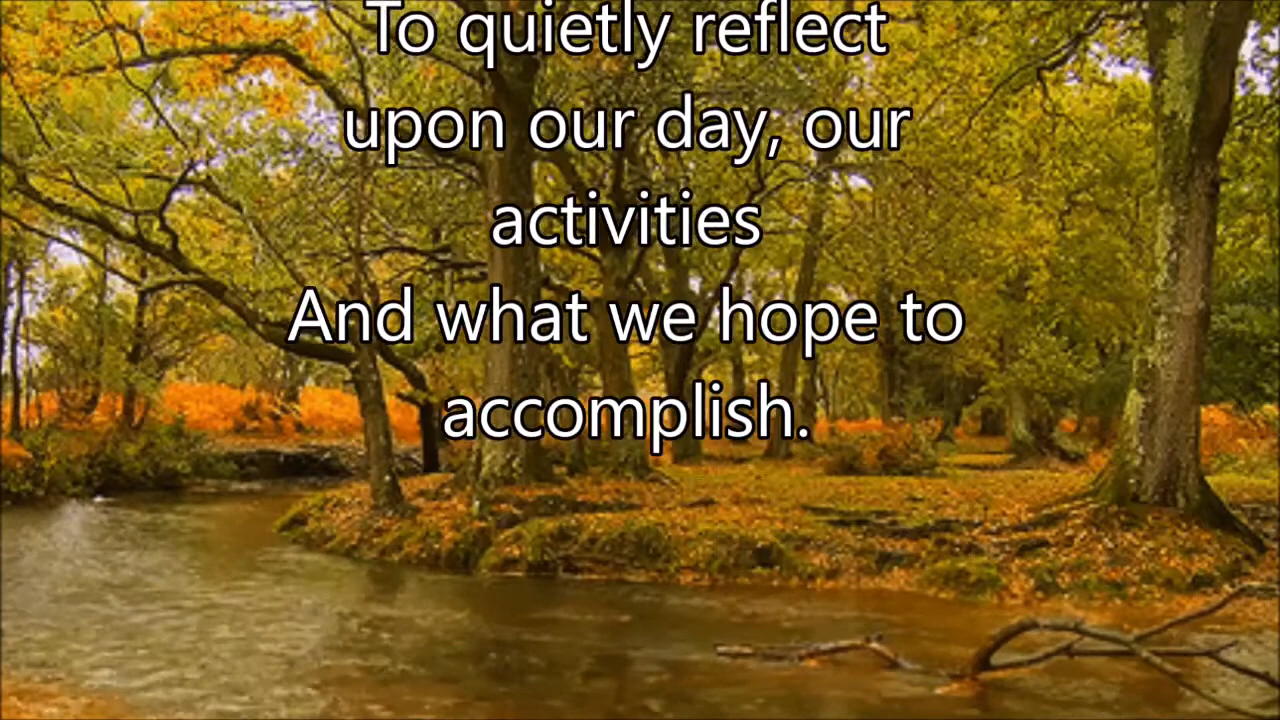 To quietly reflect
upon our day, our
activities
And what we hope to
accomplish.